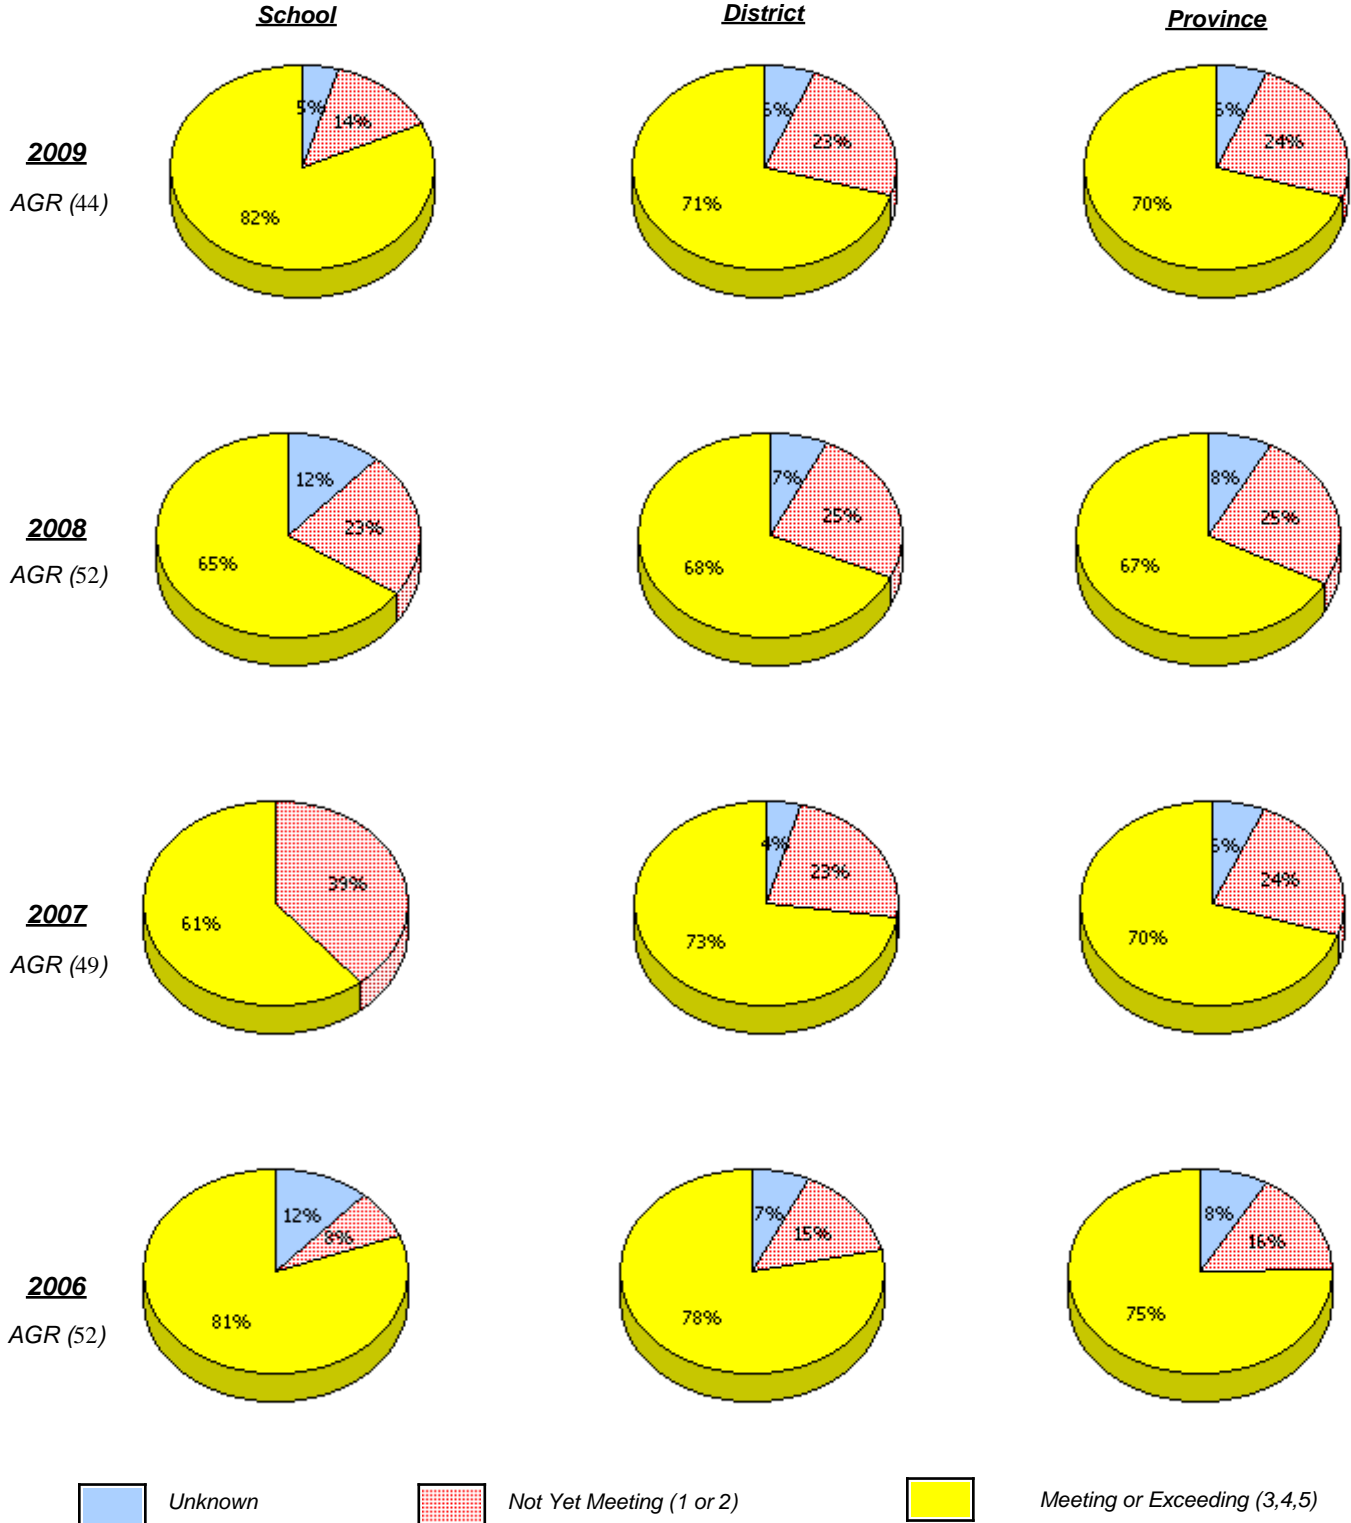 School District Province
2009
AGR (44)
5% 14% 82%
23% 71%
24% 70%
2008
AGR (52)
12% 23% 65%
7% 25% 68%
8% 25% 67%
2007
AGR (49)
39% 61%
4% 23% 73%
24% 70%
2006
AGR (52)
12% 8% 81%
7% 15% 78%
8% 16% 75%
Unknown Not Yet Meeting (1 or 2) Meeting or Exceeding (3,4,5)